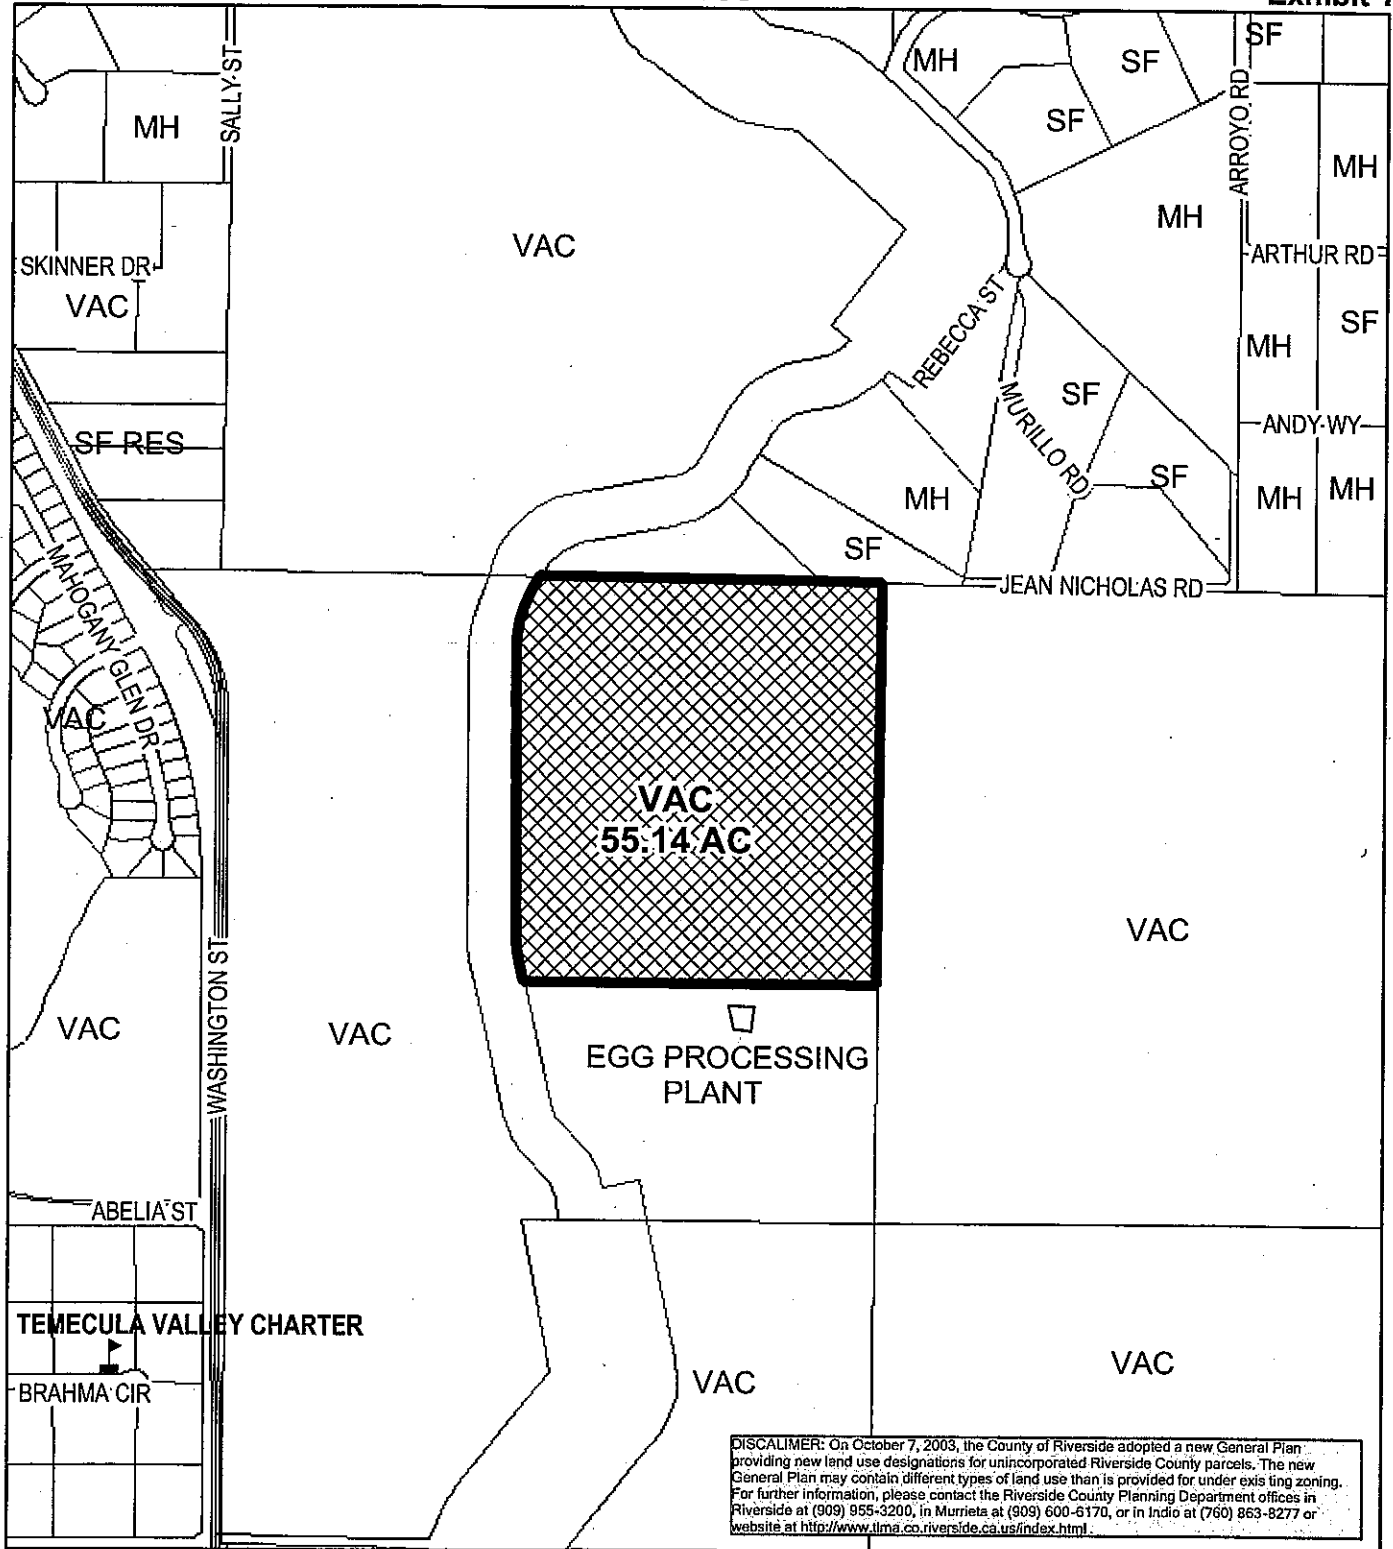 Exhibit
SF
MH
SF
SALLY ST
MH
SF
ARROYO RD
MH
MH
VAC
SKINNER DR
ARTHUR RD
VAC
SF
REBECCA ST
MH
SF
MURILLO RD
ANDY WY
SF RES
SF
MH
MH
MH
SF
MAHOGANY GLEN DR
JEAN NICHOLAS RD
VAC
VAC
55.14 AC
VAC
VAC
VAC
WASHINGTON ST
EGG PROCESSING
PLANT
ABELIA ST
TEMECULA VALLEY CHARTER
BRAHMA CIR
VAC
VAC
DISCALIMER: On October 7, 2003, the County of Riverside adopted a new General Plan
providing new land use designations for unincorporated Riverside County parcels. The new
General Plan may contain different types of land use than is provided for under existing zoning.
For further information, please contact the Riverside County Planning Department offices in
Riverside at (909) 955-3200, in Murrieta at (909) 600-6170, or in Indio at (760) 863-8277 or
website at http://www.tlma.co.riverside.ca.us/index.html